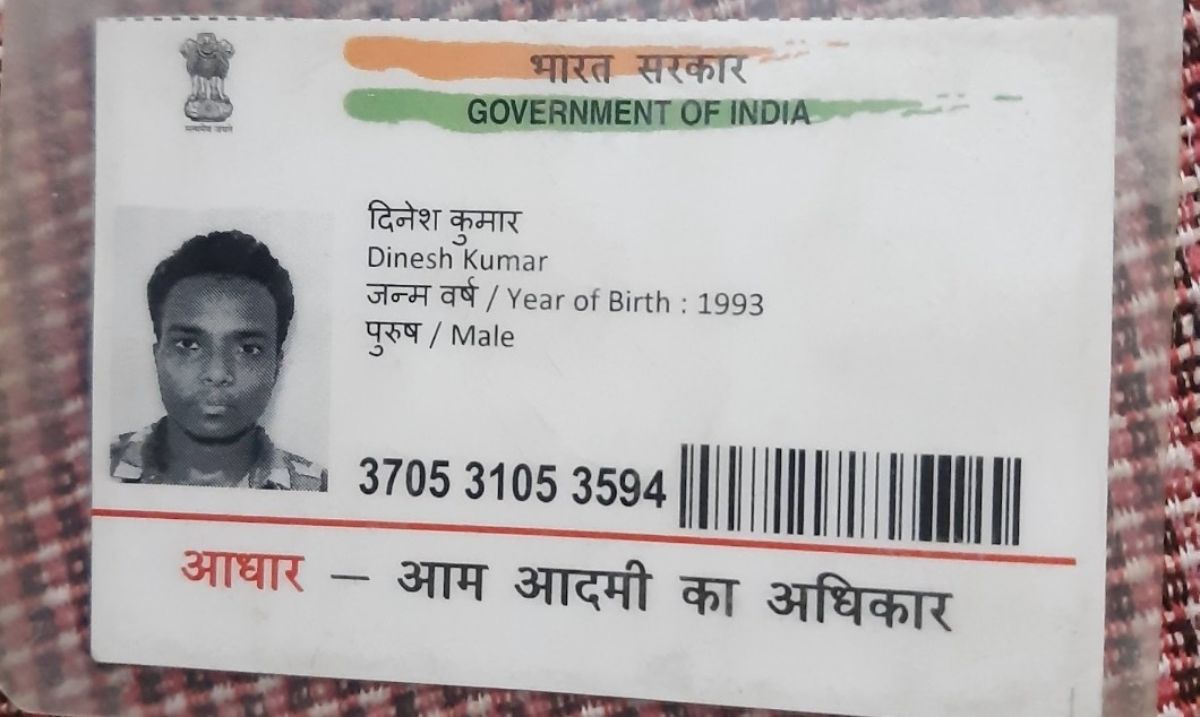 भारत सरकार
GOVERNMENT OF INDIA
सत्यमेव जयते
दिनेश कुमार
Dinesh Kumar
जन्म वर्ष / Year of Birth : 1993
पुरुष / Male
3705 3105 3594
आधार — आम आदमी का अधिकार